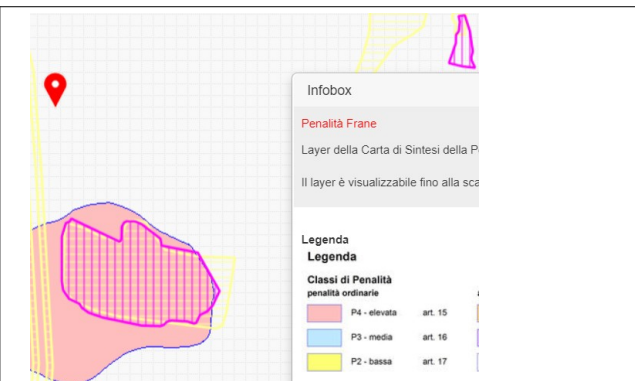 Infobox
Penalità Frane
Layer della Carta di Sintesi della P
Il layer è visualizzabile fino alla sca
Legenda
Legenda
Classi di Penalità
penalità ordinarie
P4 - elevata art. 15
P3 - media art. 16
P2 - bassa art. 17